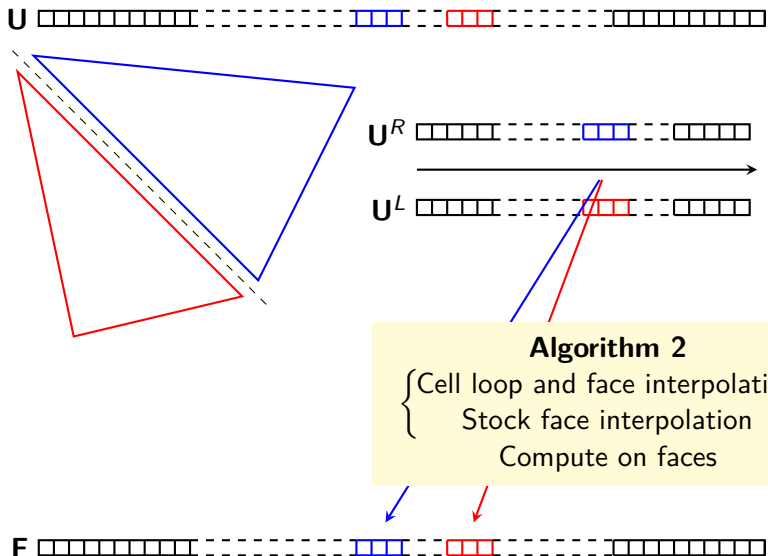 U
U^R
U^L
Algorithm 2
Cell loop and face interpolati
Stock face interpolation
Compute on faces
F